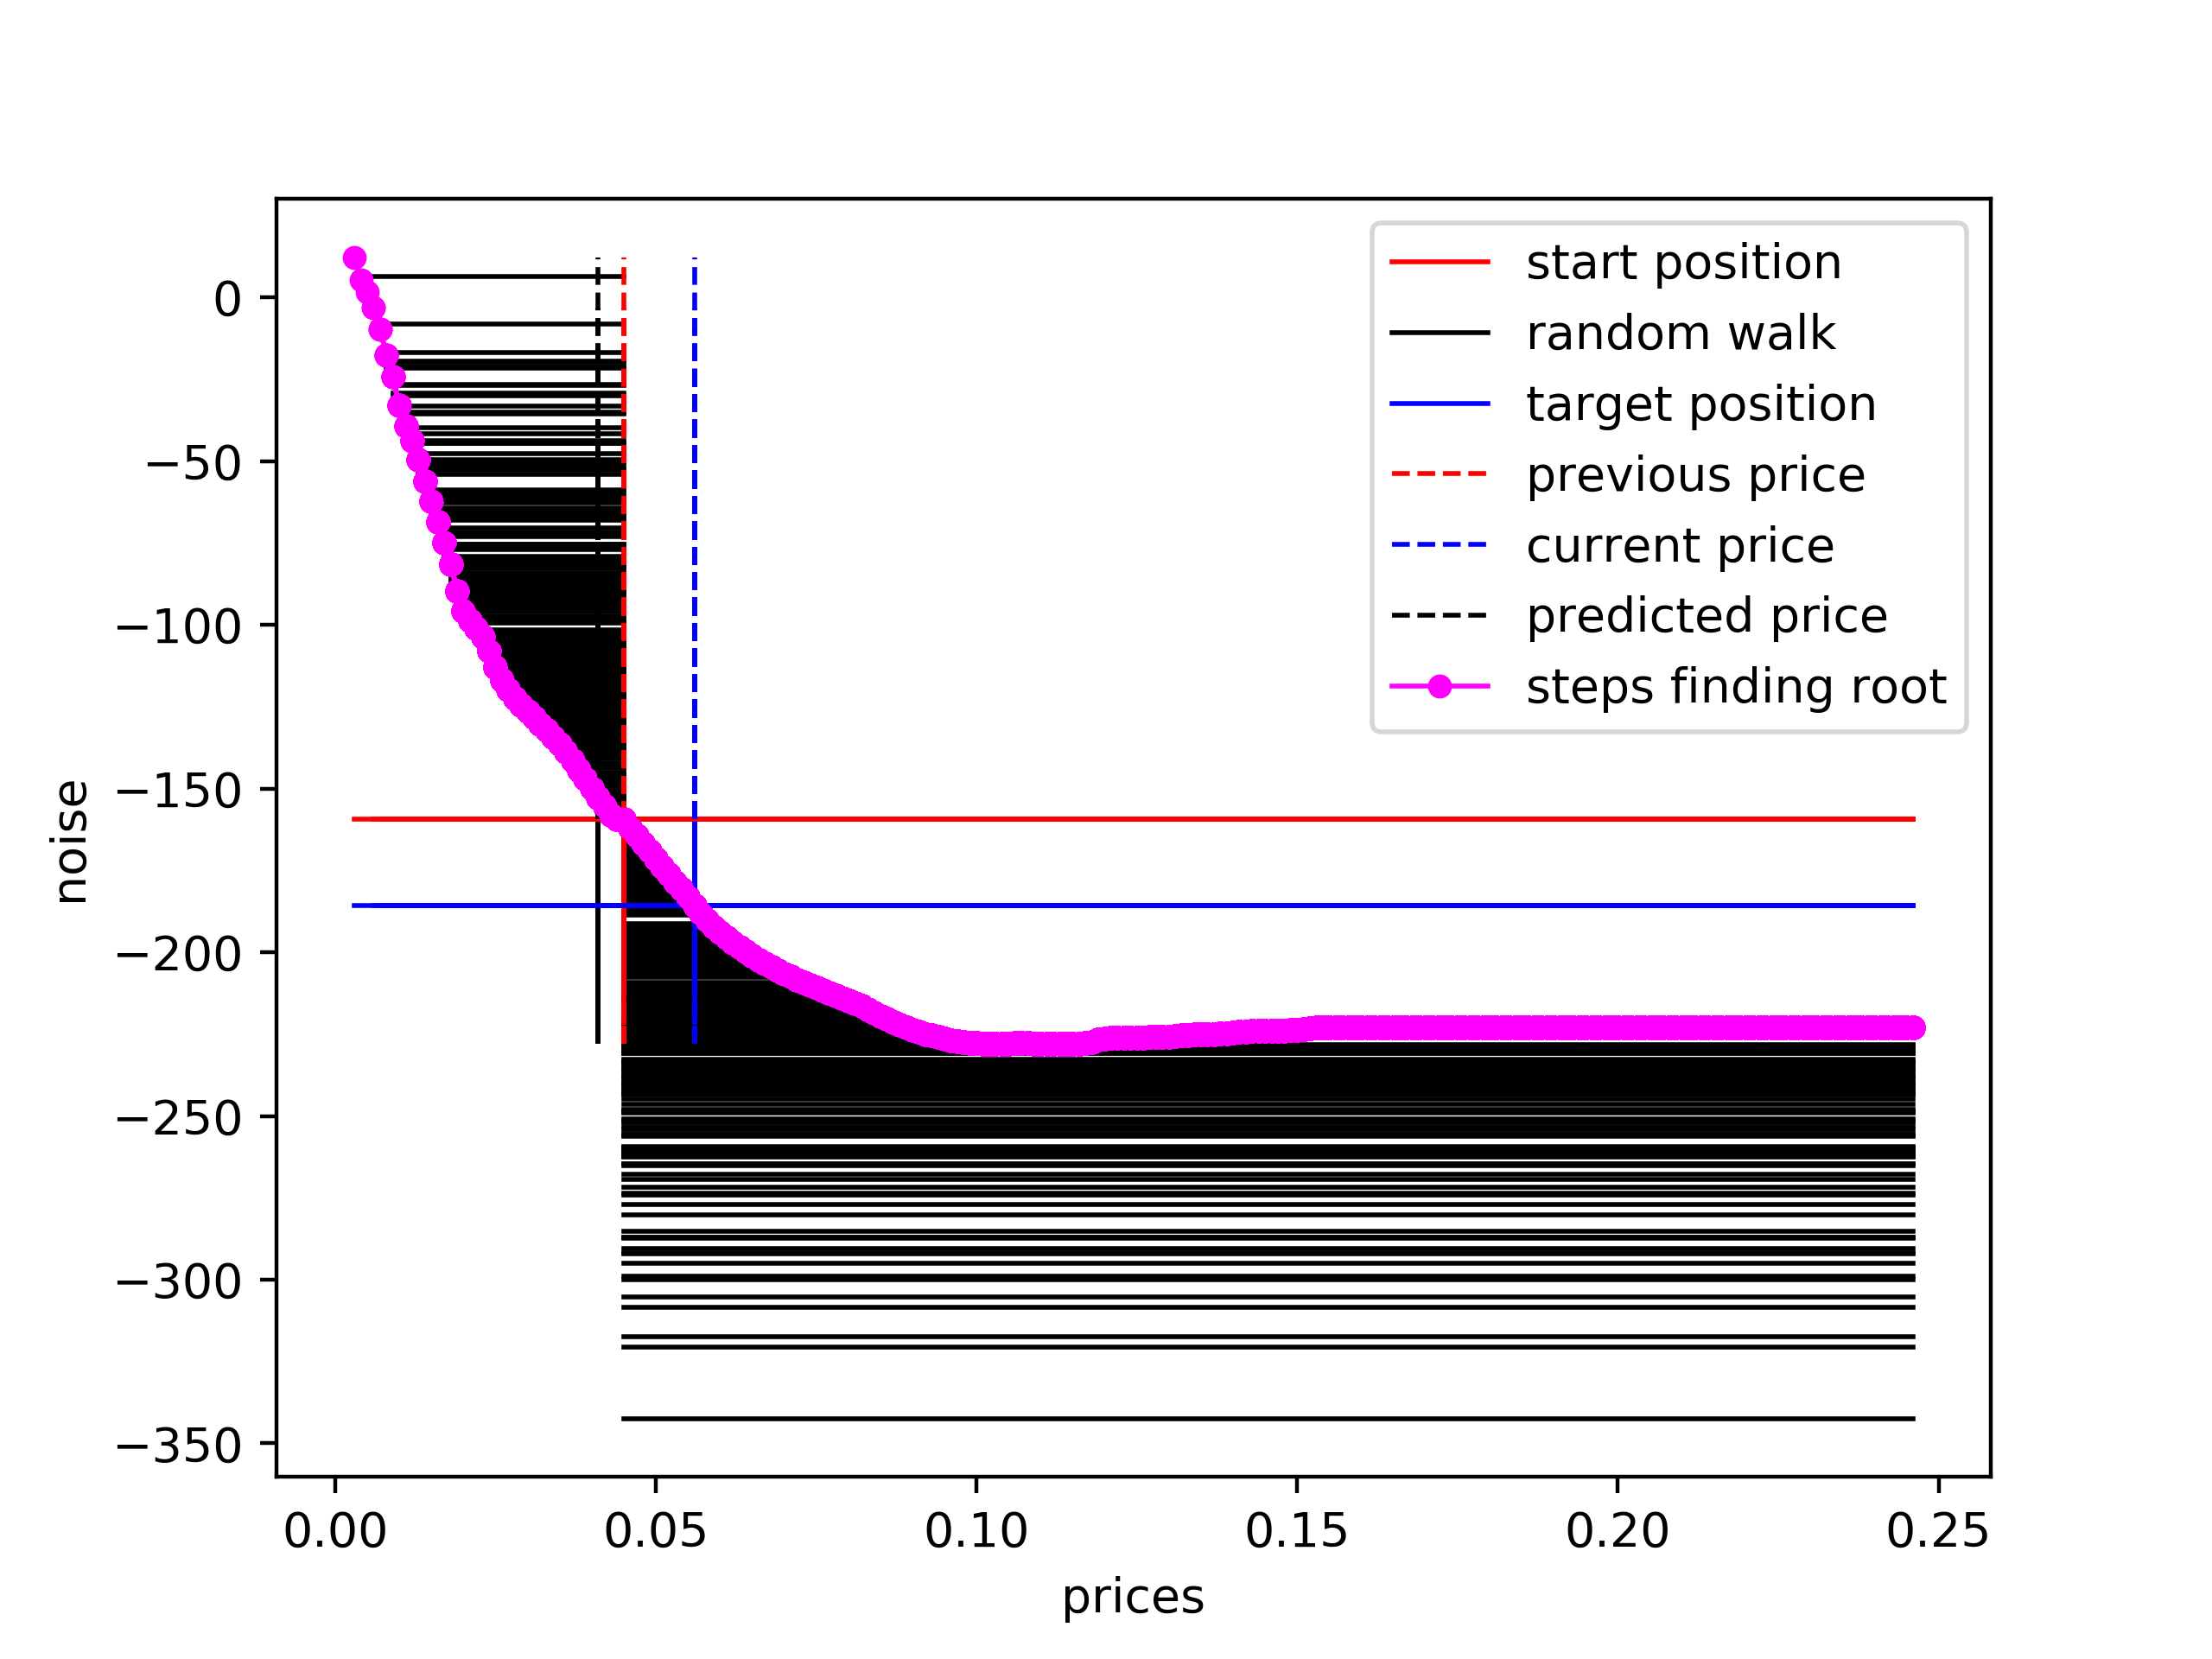 start position
random walk
target position
previous price
current price
predicted price
steps finding root
0
−50
−100
−150
−200
−250
−300
−350
noise
0.00 0.05 0.10 0.15 0.20 0.25
prices